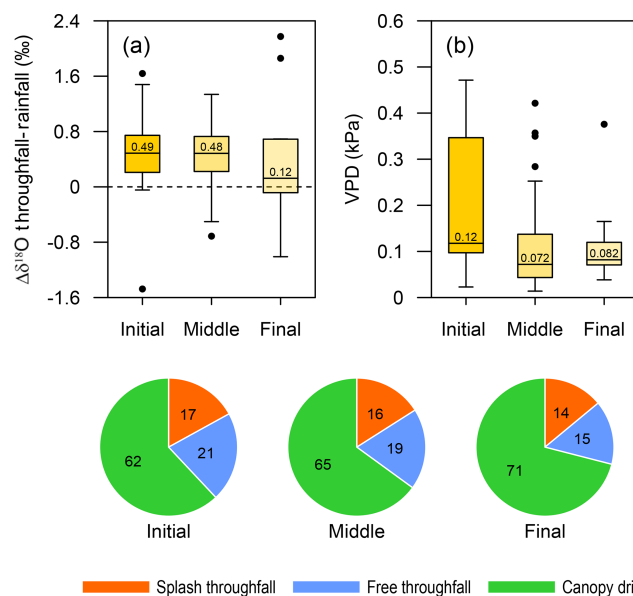 Δδ¹⁸O throughfall-rainfall (‰)
2.4
1.6
0.8
0
-0.8
-1.6
(a)
0.49
0.48
0.12
Initial Middle Final
VPD (kPa)
0.6
0.5
0.4
0.3
0.2
0.1
0
(b)
0.12
0.072
0.082
Initial Middle Final
17
21
62
Initial
16
19
65
Middle
14
15
71
Final
Splash throughfall Free throughfall Canopy dri